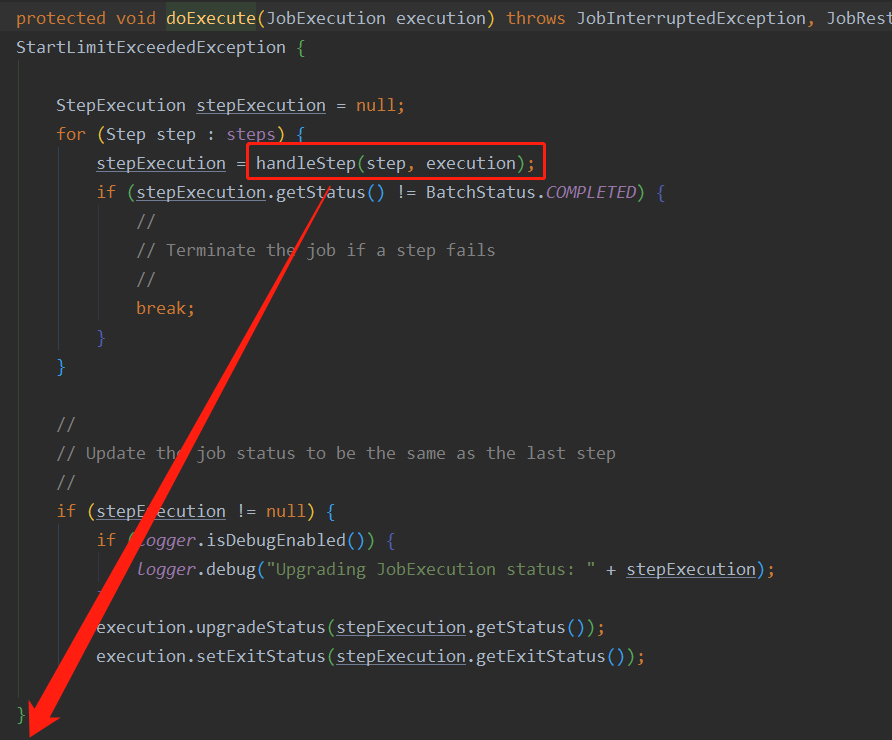 protected void doExecute(JobExecution execution) throws JobInterruptedException, JobRest
StartLimitExceededException {
StepExecution stepExecution = null;
for (Step step : steps) {
stepExecution = handleStep(step, execution);
if (stepExecution.getStatus() != BatchStatus.COMPLETED) {
//
// Terminate the job if a step fails
//
break;
}
}
//
// Update the job status to be the same as the last step
//
if (stepExecution != null) {
if (logger.isDebugEnabled()) {
logger.debug("Upgrading JobExecution status: " + stepExecution);
execution.upgradeStatus(stepExecution.getStatus());
execution.setExitStatus(stepExecution.getExitStatus());
}